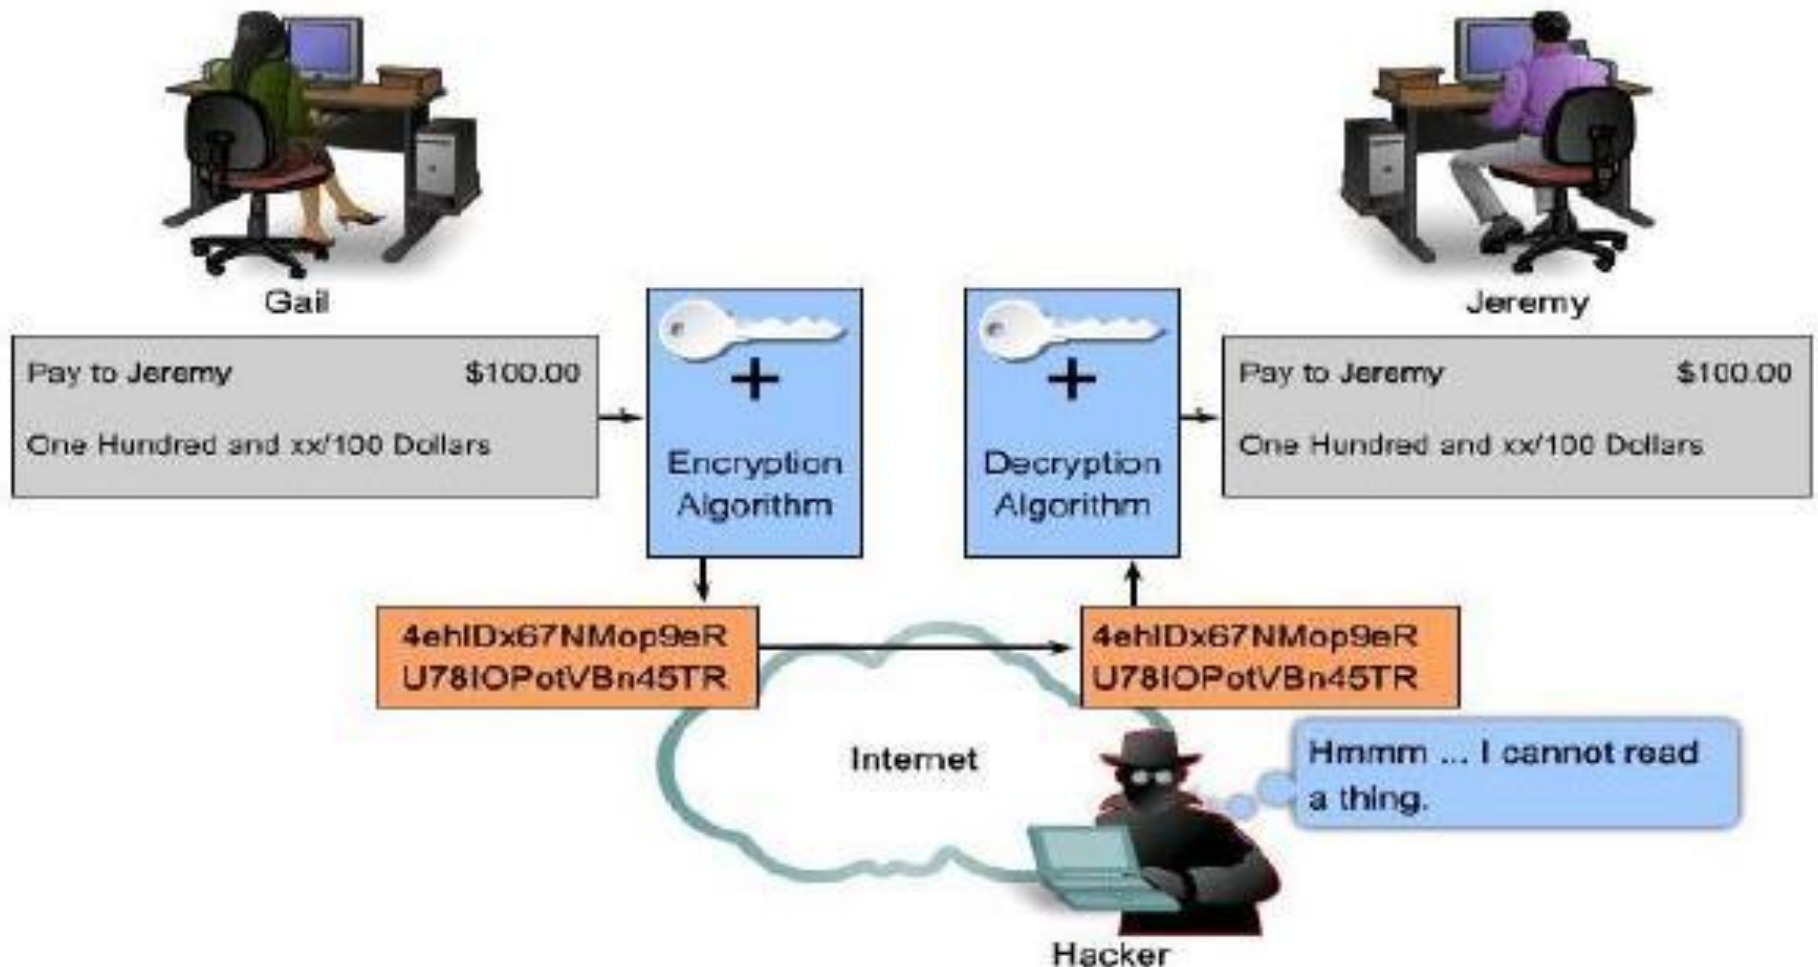 Gail
Jeremy
Pay to Jeremy $100.00
One Hundred and xx/100 Dollars
+
Encryption
Algorithm
+
Decryption
Algorithm
Pay to Jeremy $100.00
One Hundred and xx/100 Dollars
4ehIDx67NMop9eR
U78IOPotVBn45TR
4ehIDx67NMop9eR
U78IOPotVBn45TR
Internet
Hmmm ... I cannot read
a thing.
Hacker